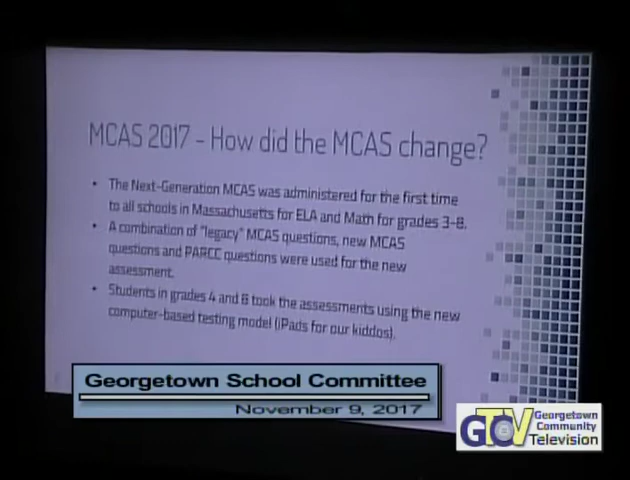 MCAS 2017 - How did the MCAS change?
• The Next-Generation MCAS was administered for the first time
to all schools in Massachusetts for ELA and Math for grades 3-8.
• A combination of "legacy" MCAS questions, new MCAS
questions and PARCC questions were used for the new
assessment.
• Students in grades 4 and 8 took the assessments using the new
computer-based testing model (iPads for our kiddos).
Georgetown School Committee
November 9, 2017
GCTV Georgetown
Community
Television